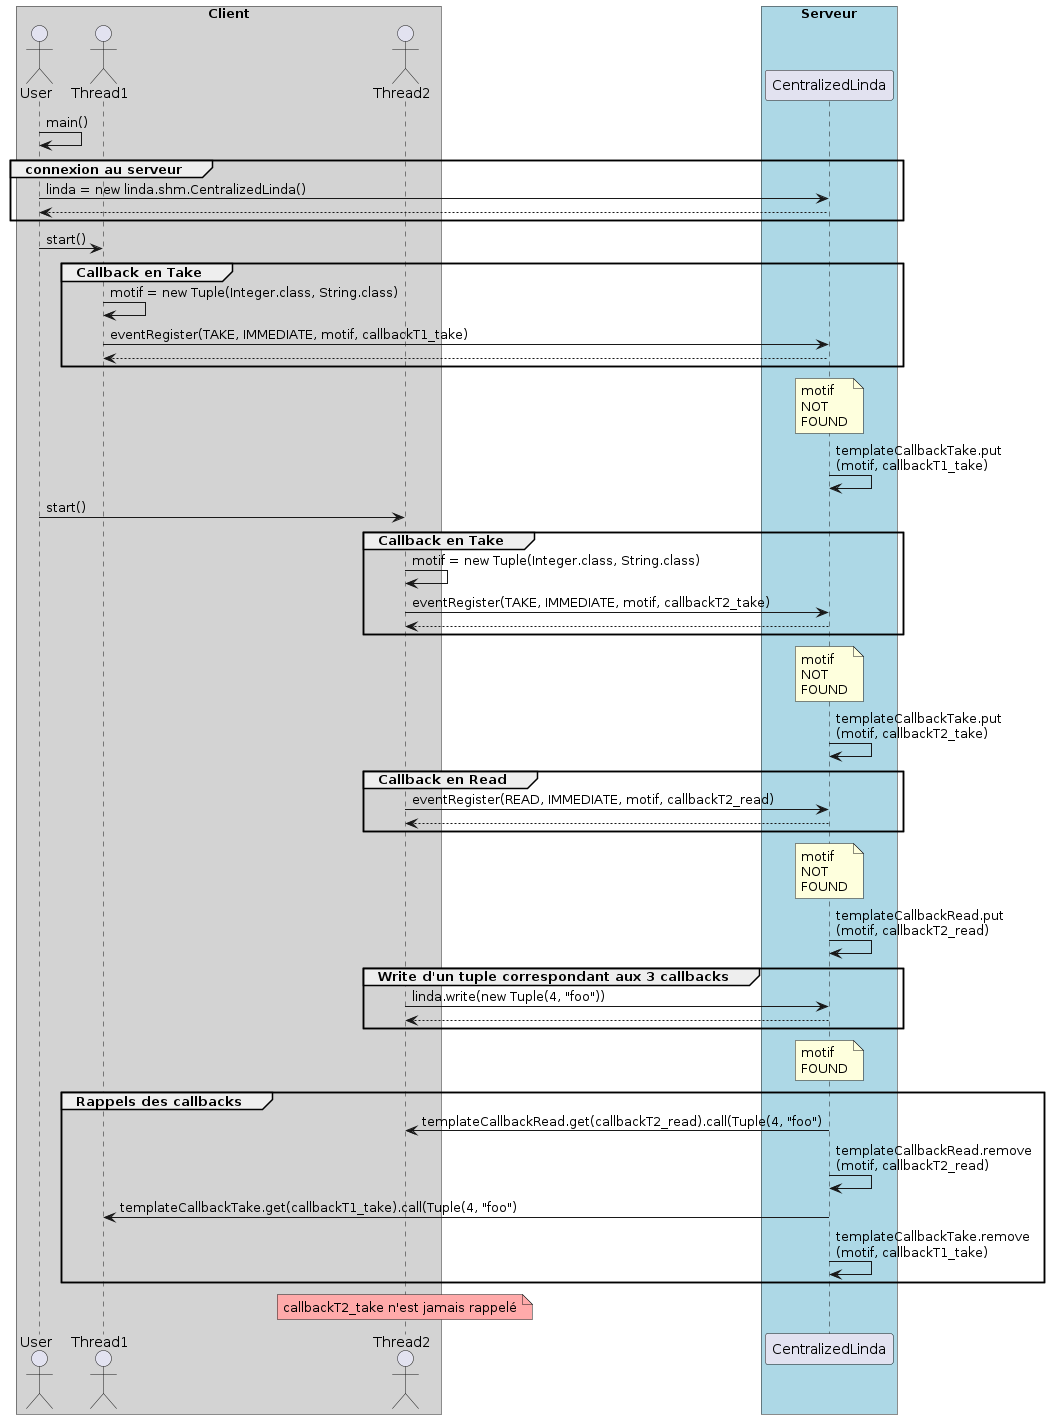 Client
Serveur
CentralizedLinda
User
Thread1
Thread2
main()
connexion au serveur
linda = new linda.shm.CentralizedLinda()
start()
Callback en Take
motif = new Tuple(Integer.class, String.class)
eventRegister(TAKE, IMMEDIATE, motif, callbackT1_take)
motif
NOT
FOUND
templateCallbackTake.put
(motif, callbackT1_take)
start()
Callback en Take
motif = new Tuple(Integer.class, String.class)
eventRegister(TAKE, IMMEDIATE, motif, callbackT2_take)
motif
NOT
FOUND
templateCallbackTake.put
(motif, callbackT2_take)
Callback en Read
eventRegister(READ, IMMEDIATE, motif, callbackT2_read)
motif
NOT
FOUND
templateCallbackRead.put
(motif, callbackT2_read)
Write d'un tuple correspondant aux 3 callbacks
linda.write(new Tuple(4, "foo"))
motif
FOUND
Rappels des callbacks
templateCallbackRead.get(callbackT2_read).call(Tuple(4, "foo")
templateCallbackRead.remove
(motif, callbackT2_read)
templateCallbackTake.get(callbackT1_take).call(Tuple(4, "foo")
templateCallbackTake.remove
(motif, callbackT1_take)
callbackT2_take n'est jamais rappelé
User
Thread1
Thread2
CentralizedLinda